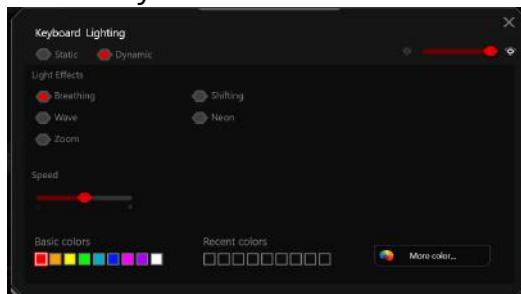 Keyboard Lighting
Static Dynamic
Light Effects
Breathing Shifting
Wave Neon
Zoom
Speed
- +
Basic colors Recent colors
More color...